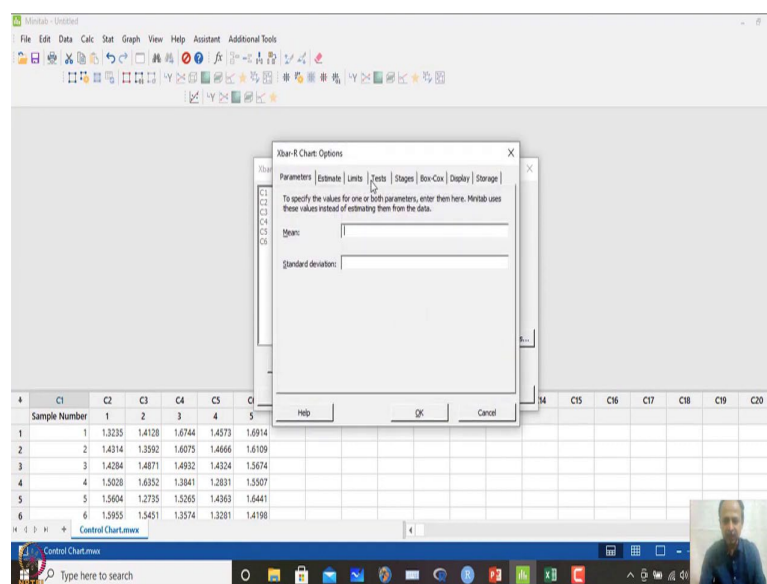 Minitab - Untitled
File Edit Data Calc Stat Graph View Help Assistant Additional Tools
Xbar-R Chart: Options
Parameters Estimate Limits Tests Stages Box-Cox Display Storage
To specify the values for one or both parameters, enter them here. Minitab uses
these values instead of estimating them from the data.
C1
C2
C3
C4
C5
C6
Mean:
Standard deviation:
Help OK Cancel
C1 C2 C3 C4 C5 C15 C16 C17 C18 C19 C20
Sample Number 1 2 3 4 5
1 1 1.3235 1.4128 1.6744 1.4573 1.6914
2 2 1.4314 1.3592 1.6075 1.4666 1.6109
3 3 1.4284 1.4871 1.4932 1.4324 1.5674
4 4 1.5028 1.6352 1.3841 1.2831 1.5507
5 5 1.5604 1.2735 1.5265 1.4363 1.6441
6 6 1.5955 1.5451 1.3574 1.3281 1.4198
Control Chart.mwx
Control Chart.mwx
Type here to search
NPTEL